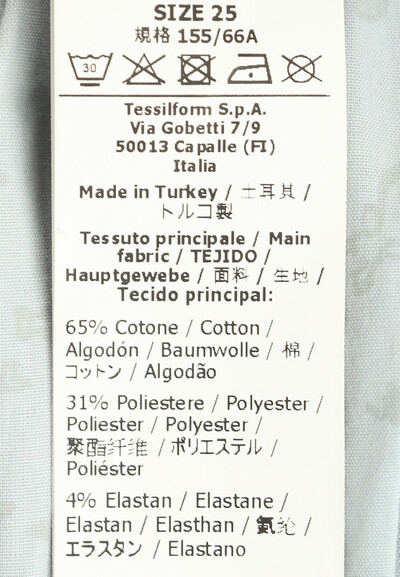 SIZE 25
規格 155/66A
30
Tessilform S.p.A.
Via Gobetti 7/9
50013 Capalle (FI)
Italia
Made in Turkey / 土耳其 /
トルコ製
Tessuto principale / Main
fabric / TEJIDO /
Hauptgewebe / 面料 / 生地 /
Tecido principal:
65% Cotone / Cotton /
Algodón / Baumwolle / 棉 /
コットン / Algodão
31% Poliestere / Polyester /
Poliester / Polyester /
聚酯纤维 / ポリエステル /
Poliéster
4% Elastan / Elastane /
Elastan / Elasthan / 氨纶 /
エラスタン / Elastano